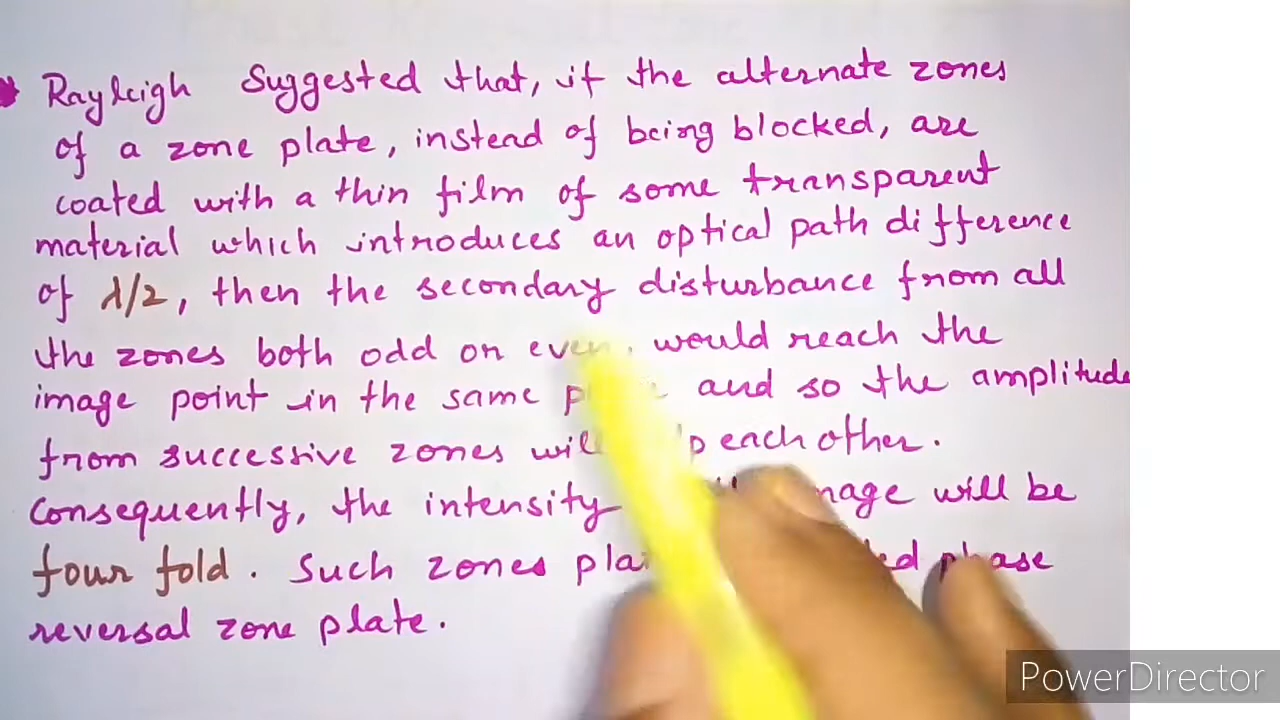 Rayleigh suggested that, if the alternate zones
of a zone plate, instead of being blocked, are
coated with a thin film of some transparent
material which introduces an optical path difference
of λ/2, then the secondary disturbance from all
the zones both odd or even, would reach the
image point in the same and so the amplitude
from successive zones will each other.
Consequently, the intensity will be
four fold. Such zones phase
reversal zone plate.
PowerDirector